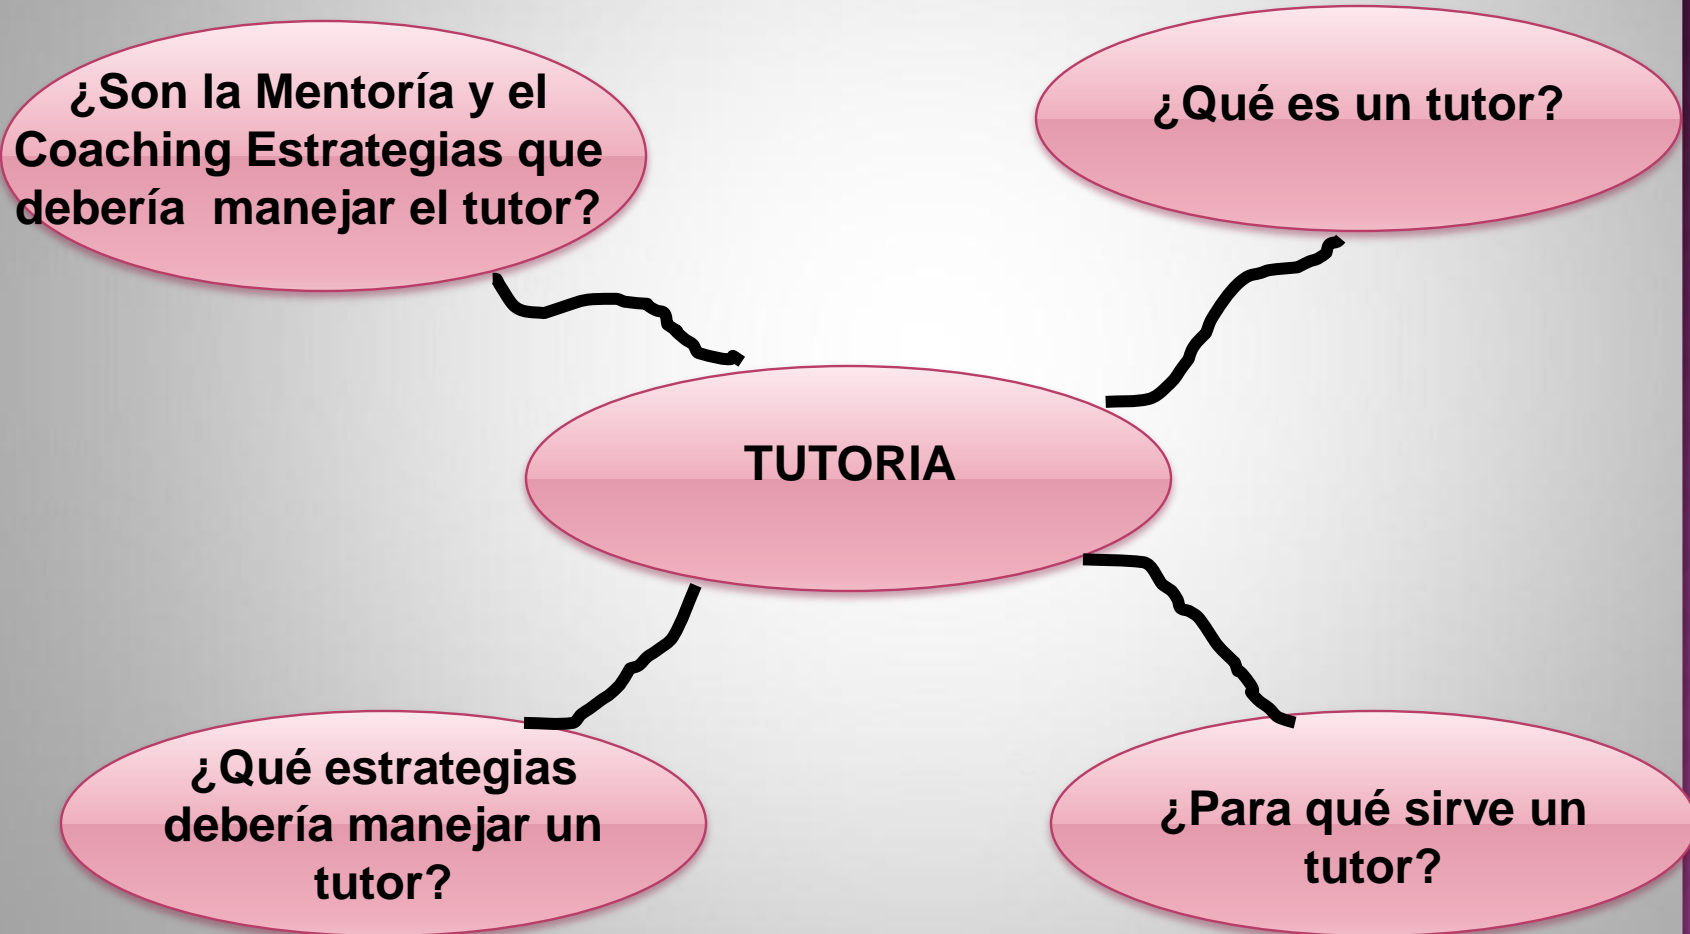 ¿Son la Mentoría y el
Coaching Estrategias que
debería  manejar el tutor?
¿Qué es un tutor?
TUTORIA
¿Qué estrategias
debería manejar un
tutor?
¿Para qué sirve un
tutor?